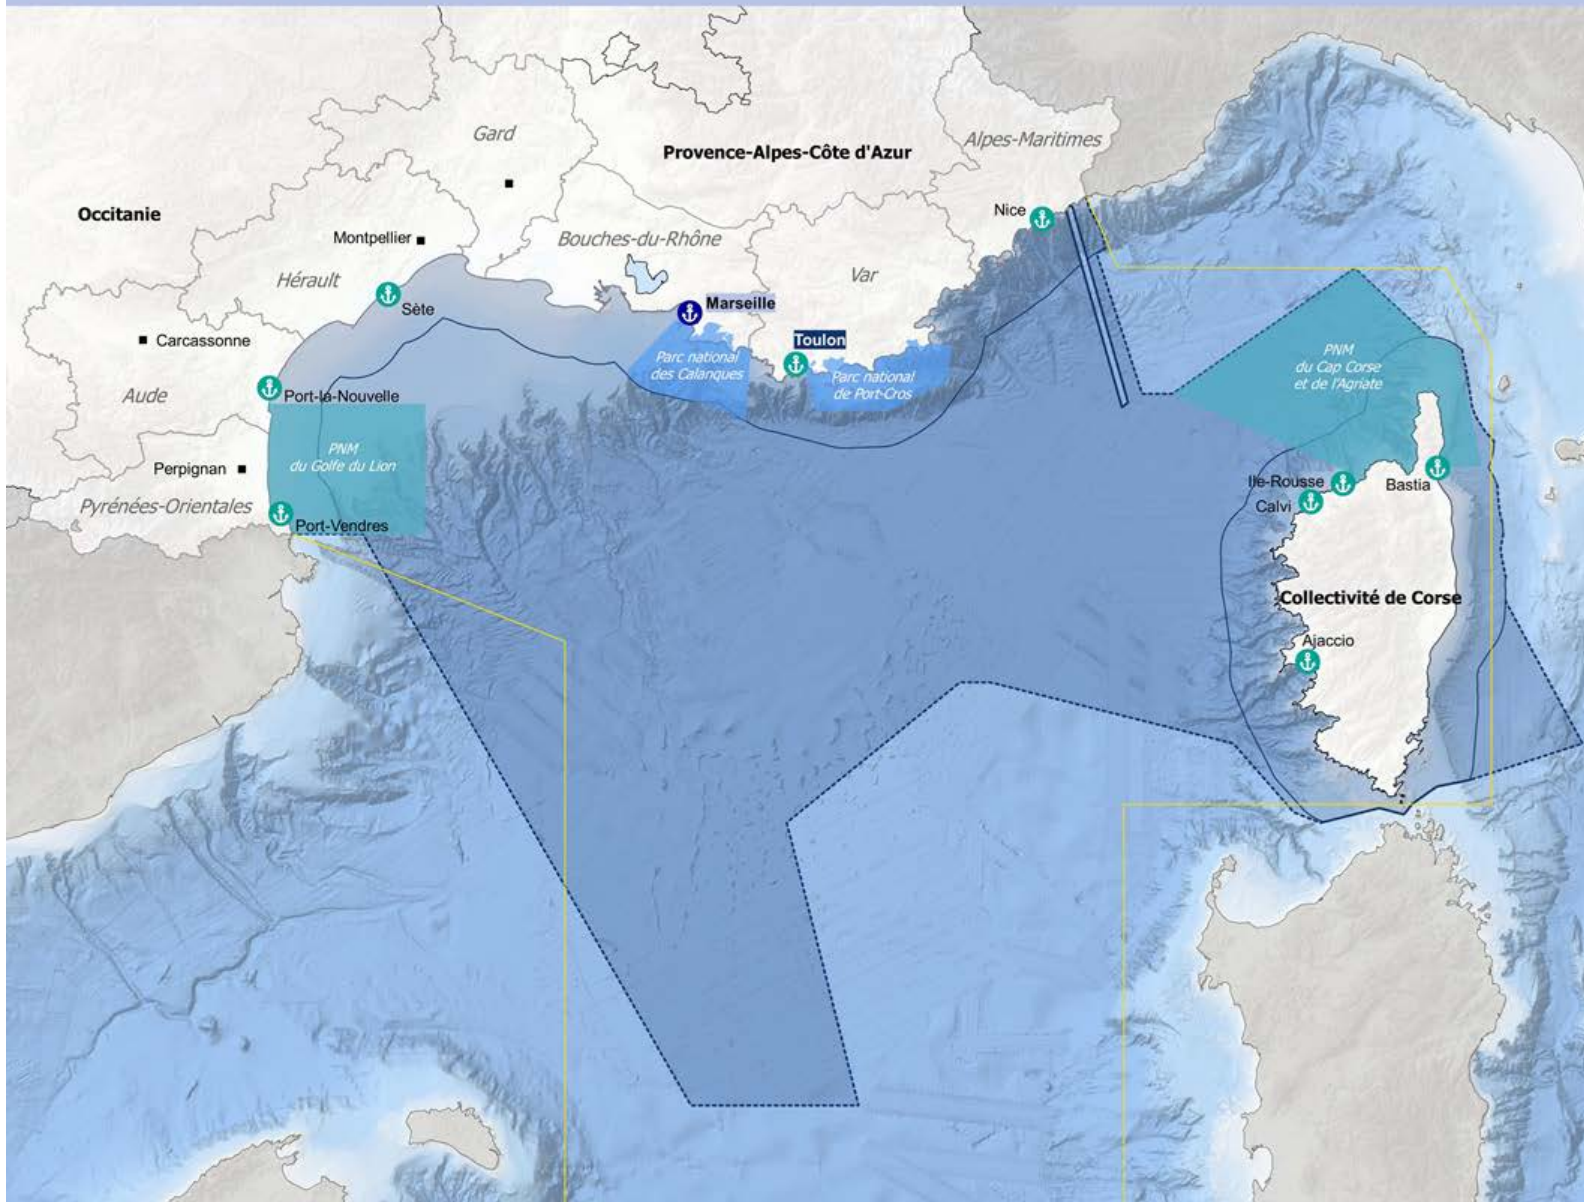 Gard
Provence-Alpes-Côte d'Azur
Alpes-Maritimes
Occitanie
Nice
Montpellier
Bouches-du-Rhône
Hérault
Var
Sète
Marseille
Carcassonne
Toulon
Parc national
des Calanques
PNM
du Cap Corse
et de l'Agriate
Aude
Port-la-Nouvelle
Parc national
de Port-Cros
PNM
du Golfe du Lion
Perpignan
Ile-Rousse
Bastia
Calvi
Pyrénées-Orientales
Port-Vendres
Collectivité de Corse
Ajaccio